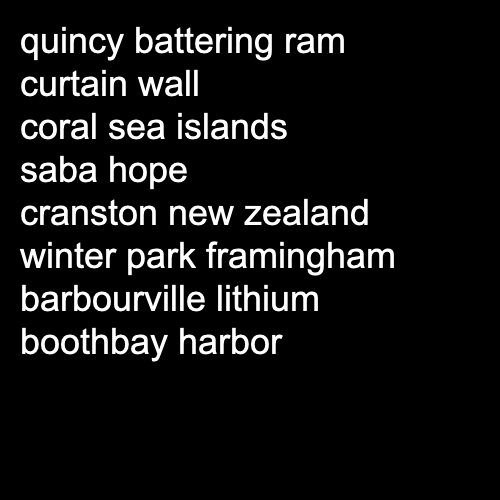 quincy battering ram
curtain wall
coral sea islands
saba hope
cranston new zealand
winter park framingham
barbourville lithium
boothbay harbor